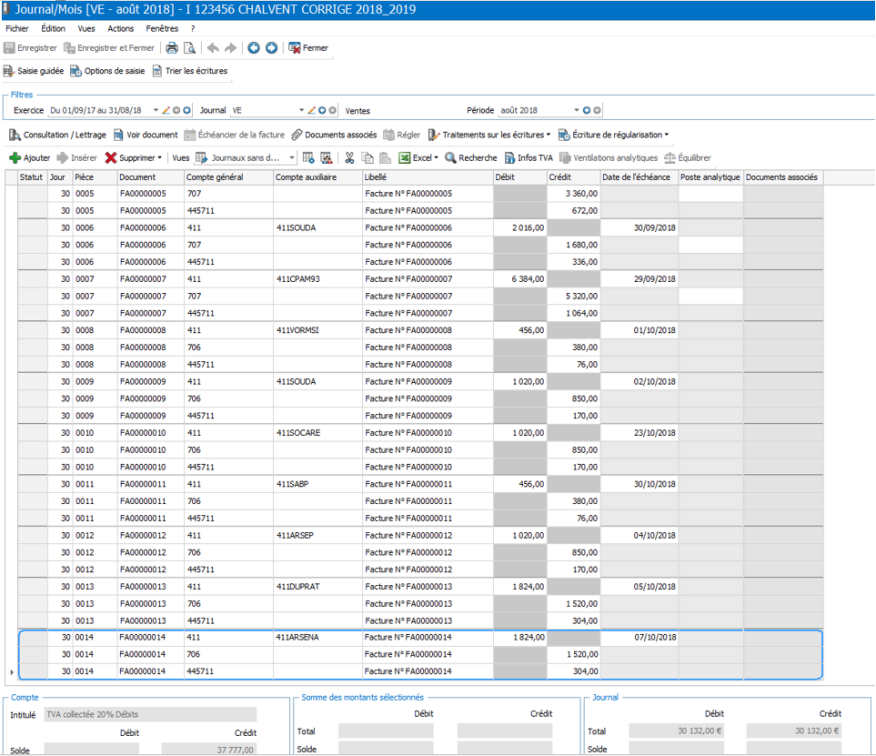 Journal/Mois [VE - août 2018] - I 123456 CHALVENT CORRIGE 2018_2019
Fichier Édition Vues Actions Fenêtres ?
Enregistrer Enregistrer et Fermer Fermer
Saisie guidée Options de saisie Trier les écritures
Filtres
Exercice Du 01/09/17 au 31/08/18 Journal VE Ventes Période août 2018
Consultation / Lettrage Voir document Échéancier de la facture Documents associés Régler Traitements sur les écritures Écriture de régularisation
Ajouter Insérer Supprimer Vues Journaux sans d... Excel Recherche Infos TVA Ventilations analytiques Équilibrer
Statut Jour Pièce Document Compte général Compte auxiliaire Libellé Débit Crédit Date de l'échéance Poste analytique Documents associés
30 0005 FA00000005 707 Facture N° FA00000005 3 360,00
30 0005 FA00000005 445711 Facture N° FA00000005 672,00
30 0006 FA00000006 411 411SOUDA Facture N° FA00000006 2 016,00 30/09/2018
30 0006 FA00000006 707 Facture N° FA00000006 1 680,00
30 0006 FA00000006 445711 Facture N° FA00000006 336,00
30 0007 FA00000007 411 411CPAM93 Facture N° FA00000007 6 384,00 29/09/2018
30 0007 FA00000007 707 Facture N° FA00000007 5 320,00
30 0007 FA00000007 445711 Facture N° FA00000007 1 064,00
30 0008 FA00000008 411 411VORMSI Facture N° FA00000008 456,00 01/10/2018
30 0008 FA00000008 706 Facture N° FA00000008 380,00
30 0008 FA00000008 445711 Facture N° FA00000008 76,00
30 0009 FA00000009 411 411SOUDA Facture N° FA00000009 1 020,00 02/10/2018
30 0009 FA00000009 706 Facture N° FA00000009 850,00
30 0009 FA00000009 445711 Facture N° FA00000009 170,00
30 0010 FA00000010 411 411SOCARE Facture N° FA00000010 1 020,00 23/10/2018
30 0010 FA00000010 706 Facture N° FA00000010 850,00
30 0010 FA00000010 445711 Facture N° FA00000010 170,00
30 0011 FA00000011 411 411SABP Facture N° FA00000011 456,00 30/10/2018
30 0011 FA00000011 706 Facture N° FA00000011 380,00
30 0011 FA00000011 445711 Facture N° FA00000011 76,00
30 0012 FA00000012 411 411ARSEP Facture N° FA00000012 1 020,00 04/10/2018
30 0012 FA00000012 706 Facture N° FA00000012 850,00
30 0012 FA00000012 445711 Facture N° FA00000012 170,00
30 0013 FA00000013 411 411DUPRAT Facture N° FA00000013 1 824,00 05/10/2018
30 0013 FA00000013 706 Facture N° FA00000013 1 520,00
30 0013 FA00000013 445711 Facture N° FA00000013 304,00
30 0014 FA00000014 411 411ARSENA Facture N° FA00000014 1 824,00 07/10/2018
30 0014 FA00000014 706 Facture N° FA00000014 1 520,00
30 0014 FA00000014 445711 Facture N° FA00000014 304,00
Compte Somme des montants sélectionnés Journal
Intitulé TVA collectée 20% Débits Débit Crédit Débit Crédit
Débit Crédit Total Total 30 132,00 € 30 132,00 €
Solde 37 777,00 Solde Solde